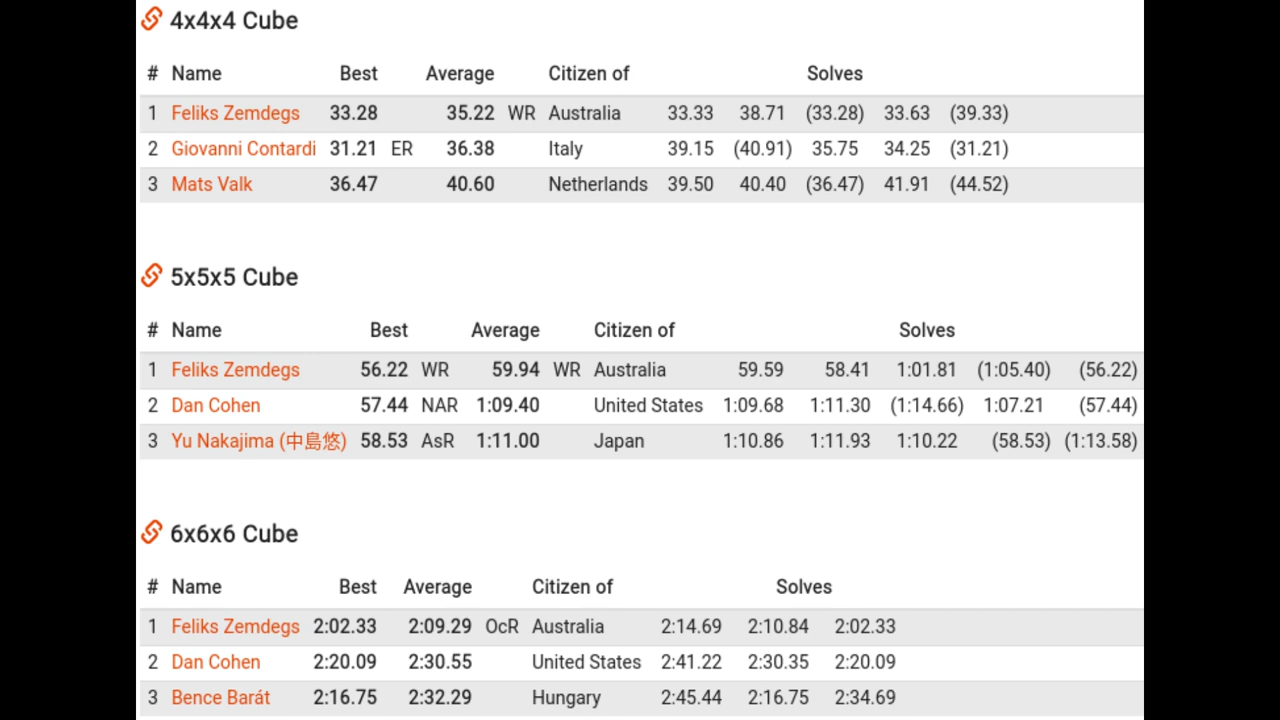 4x4x4 Cube
# Name Best Average Citizen of Solves
1 Feliks Zemdegs 33.28 35.22 WR Australia 33.33 38.71 (33.28) 33.63 (39.33)
2 Giovanni Contardi 31.21 ER 36.38 Italy 39.15 (40.91) 35.75 34.25 (31.21)
3 Mats Valk 36.47 40.60 Netherlands 39.50 40.40 (36.47) 41.91 (44.52)
5x5x5 Cube
# Name Best Average Citizen of Solves
1 Feliks Zemdegs 56.22 WR 59.94 WR Australia 59.59 58.41 1:01.81 (1:05.40) (56.22)
2 Dan Cohen 57.44 NAR 1:09.40 United States 1:09.68 1:11.30 (1:14.66) 1:07.21 (57.44)
3 Yu Nakajima (中島悠) 58.53 AsR 1:11.00 Japan 1:10.86 1:11.93 1:10.22 (58.53) (1:13.58)
6x6x6 Cube
# Name Best Average Citizen of Solves
1 Feliks Zemdegs 2:02.33 2:09.29 OcR Australia 2:14.69 2:10.84 2:02.33
2 Dan Cohen 2:20.09 2:30.55 United States 2:41.22 2:30.35 2:20.09
3 Bence Barát 2:16.75 2:32.29 Hungary 2:45.44 2:16.75 2:34.69